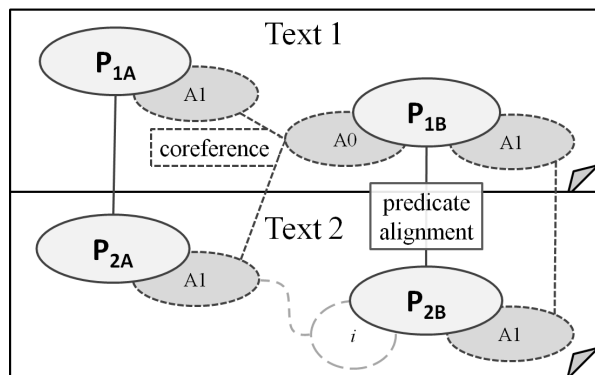 Text 1
P1A
A1
P1B
A0
A1
coreference
predicate
alignment
Text 2
P2A
A1
P2B
i
A1